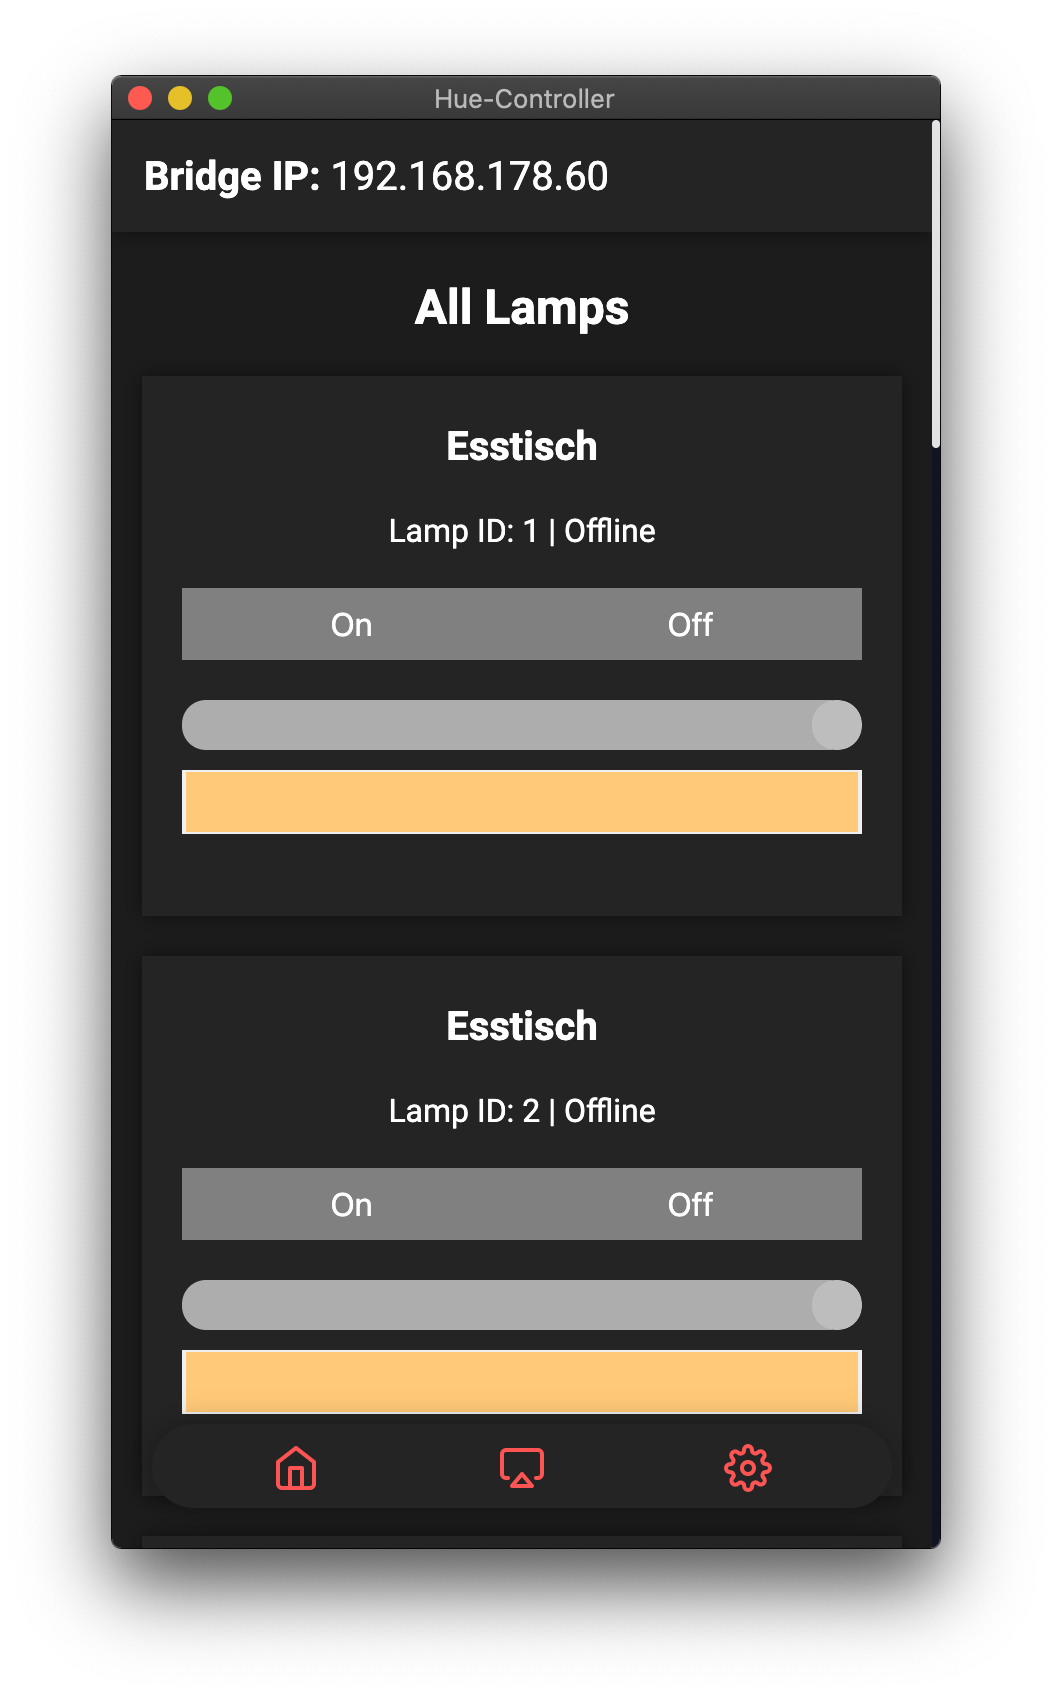 Hue-Controller
Bridge IP: 192.168.178.60
All Lamps
Esstisch
Lamp ID: 1 | Offline
On Off
Esstisch
Lamp ID: 2 | Offline
On Off